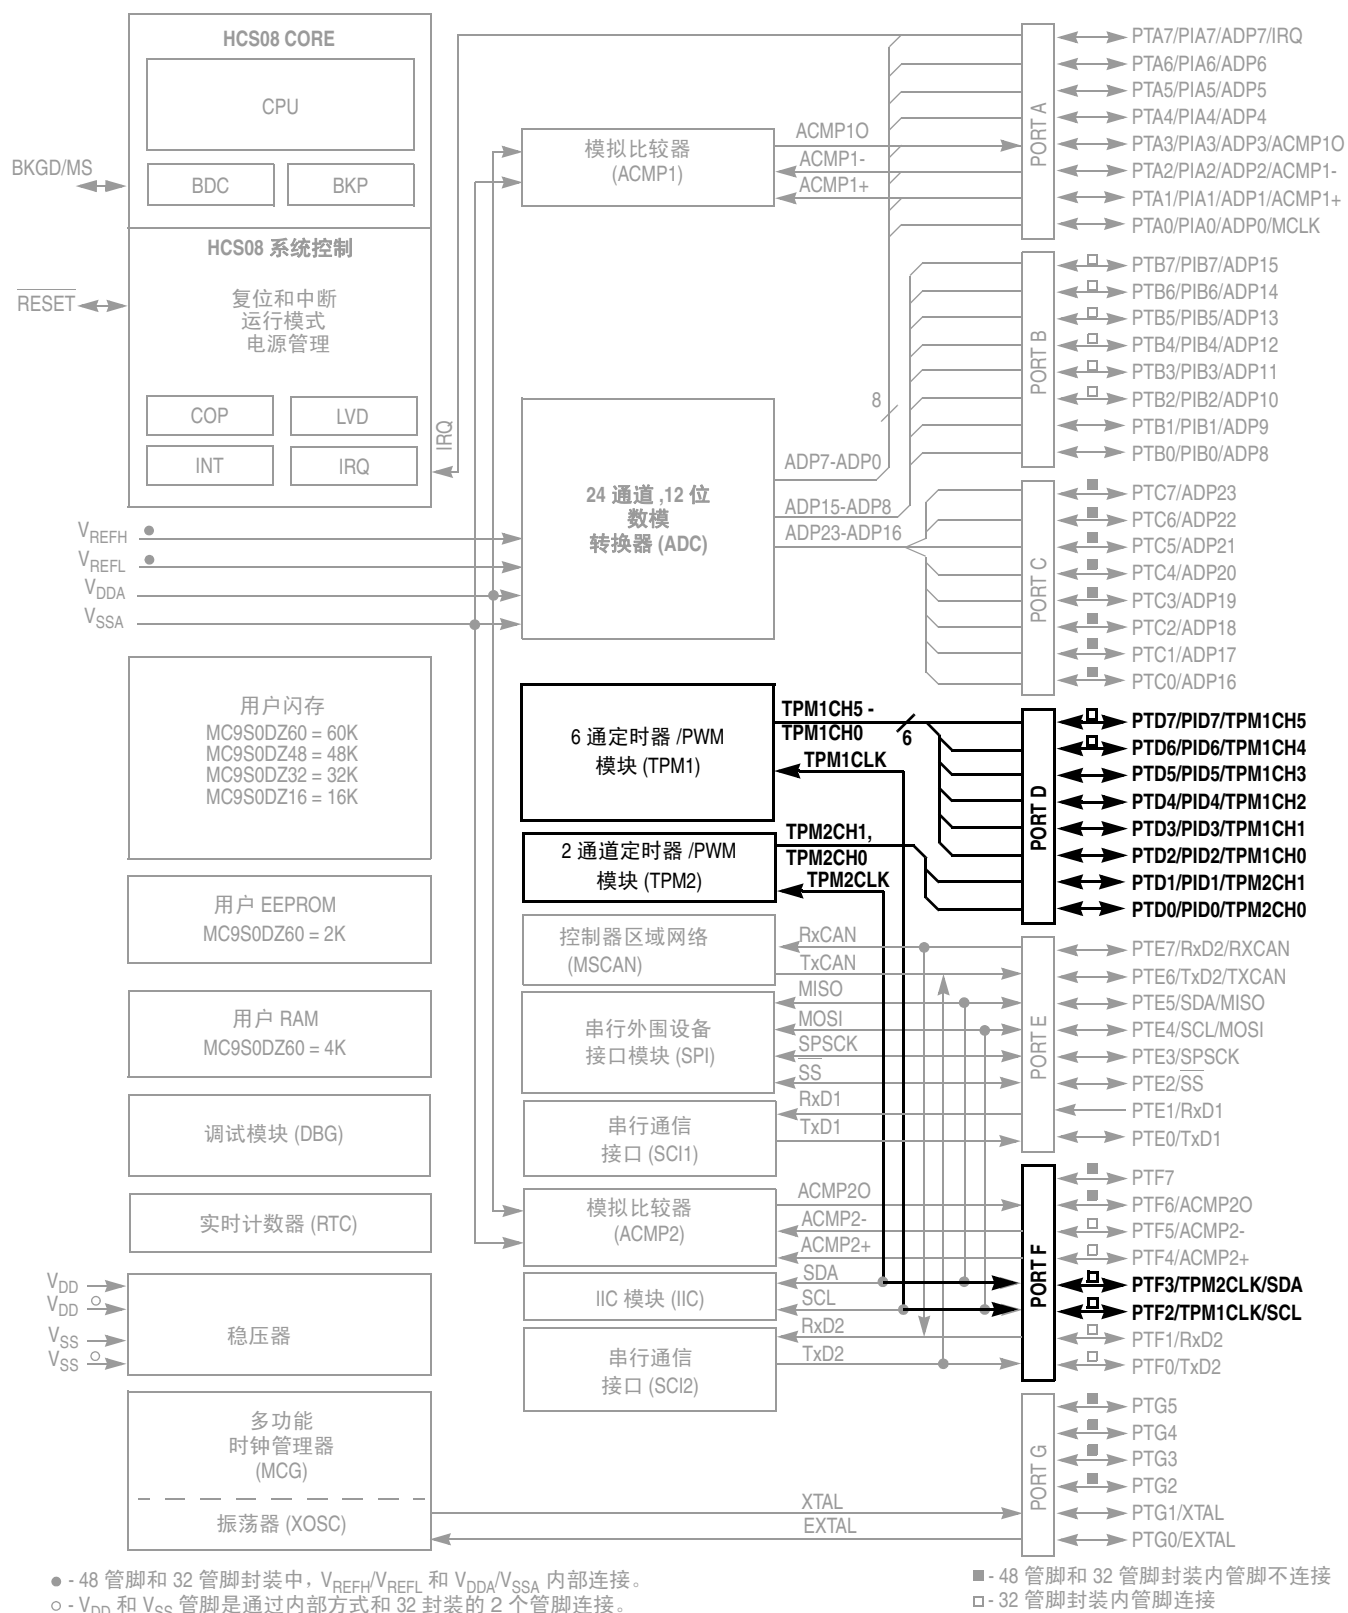 HCS08 CORE
CPU
BDC
BKP
BKGD/MS
HCS08 系统控制
RESET
复位和中断
运行模式
电源管理
COP
LVD
INT
IRQ
IRQ
VREFH
VREFL
VDDA
VSSA
用户闪存
MC9S0DZ60 = 60K
MC9S0DZ48 = 48K
MC9S0DZ32 = 32K
MC9S0DZ16 = 16K
用户 EEPROM
MC9S0DZ60 = 2K
用户 RAM
MC9S0DZ60 = 4K
调试模块 (DBG)
实时计数器 (RTC)
VDD
VDD
VSS
VSS
稳压器
多功能
时钟管理器
(MCG)
振荡器 (XOSC)
模拟比较器
(ACMP1)
ACMP1O
ACMP1-
ACMP1+
24 通道 ,12 位
数模
转换器 (ADC)
8
ADP7-ADP0
ADP15-ADP8
ADP23-ADP16
6 通定时器 /PWM
模块 (TPM1)
TPM1CH5 -
TPM1CH0
6
TPM1CLK
2 通道定时器 /PWM
模块 (TPM2)
TPM2CH1,
TPM2CH0
TPM2CLK
控制器区域网络
(MSCAN)
RxCAN
TxCAN
串行外围设备
接口模块 (SPI)
MISO
MOSI
SPSCK
SS
串行通信
接口 (SCI1)
RxD1
TxD1
模拟比较器
(ACMP2)
ACMP2O
ACMP2-
ACMP2+
IIC 模块 (IIC)
SDA
SCL
串行通信
接口 (SCI2)
RxD2
TxD2
XTAL
EXTAL
PORT A
PTA7/PIA7/ADP7/IRQ
PTA6/PIA6/ADP6
PTA5/PIA5/ADP5
PTA4/PIA4/ADP4
PTA3/PIA3/ADP3/ACMP1O
PTA2/PIA2/ADP2/ACMP1-
PTA1/PIA1/ADP1/ACMP1+
PTA0/PIA0/ADP0/MCLK
PORT B
PTB7/PIB7/ADP15
PTB6/PIB6/ADP14
PTB5/PIB5/ADP13
PTB4/PIB4/ADP12
PTB3/PIB3/ADP11
PTB2/PIB2/ADP10
PTB1/PIB1/ADP9
PTB0/PIB0/ADP8
PORT C
PTC7/ADP23
PTC6/ADP22
PTC5/ADP21
PTC4/ADP20
PTC3/ADP19
PTC2/ADP18
PTC1/ADP17
PTC0/ADP16
PORT D
PTD7/PID7/TPM1CH5
PTD6/PID6/TPM1CH4
PTD5/PID5/TPM1CH3
PTD4/PID4/TPM1CH2
PTD3/PID3/TPM1CH1
PTD2/PID2/TPM1CH0
PTD1/PID1/TPM2CH1
PTD0/PID0/TPM2CH0
PORT E
PTE7/RxD2/RXCAN
PTE6/TxD2/TXCAN
PTE5/SDA/MISO
PTE4/SCL/MOSI
PTE3/SPSCK
PTE2/SS
PTE1/RxD1
PTE0/TxD1
PORT F
PTF7
PTF6/ACMP2O
PTF5/ACMP2-
PTF4/ACMP2+
PTF3/TPM2CLK/SDA
PTF2/TPM1CLK/SCL
PTF1/RxD2
PTF0/TxD2
PORT G
PTG5
PTG4
PTG3
PTG2
PTG1/XTAL
PTG0/EXTAL
● - 48 管脚和 32 管脚封装中，VREFH/VREFL 和 VDDA/VSSA 内部连接。
○ - VDD 和 VSS 管脚是通过内部方式和 32 封装的 2 个管脚连接。
■ - 48 管脚和 32 管脚封装内管脚不连接
□ - 32 管脚封装内管脚连接